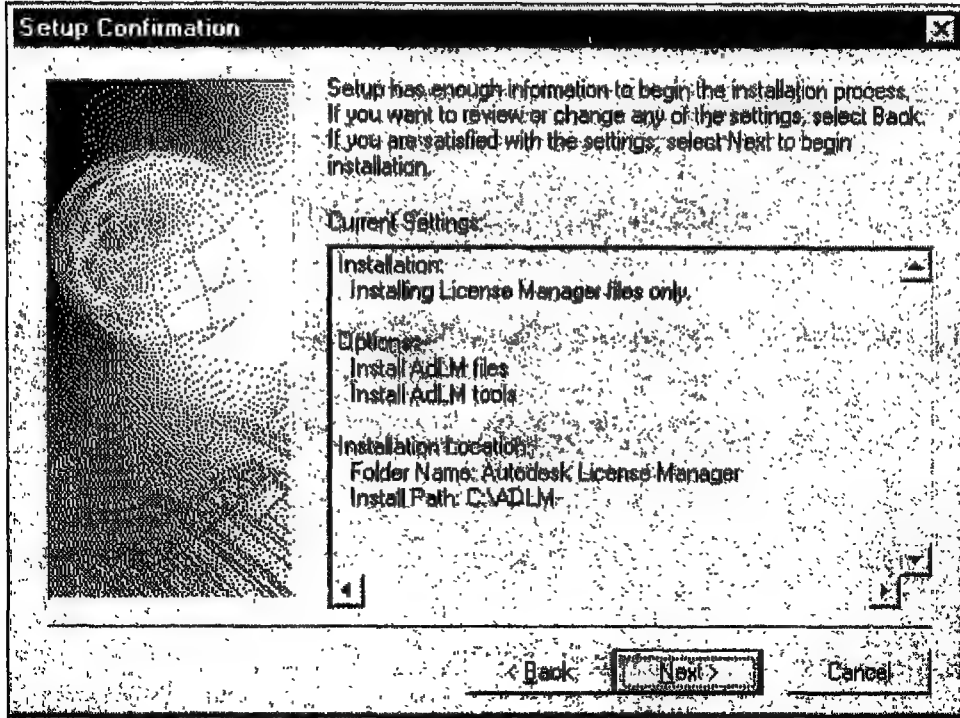 Setup Confirmation
Setup has enough information to begin the installation process.
If you want to review or change any of the settings, select Back.
If you are satisfied with the settings, select Next to begin
installation.
Current Settings:
Installation:
Installing License Manager files only.
Options:
Install AdLM files
Install AdLM tools
Installation Location:
Folder Name: Autodesk License Manager
Install Path: C:\ADLM
< Back
Next >
Cancel